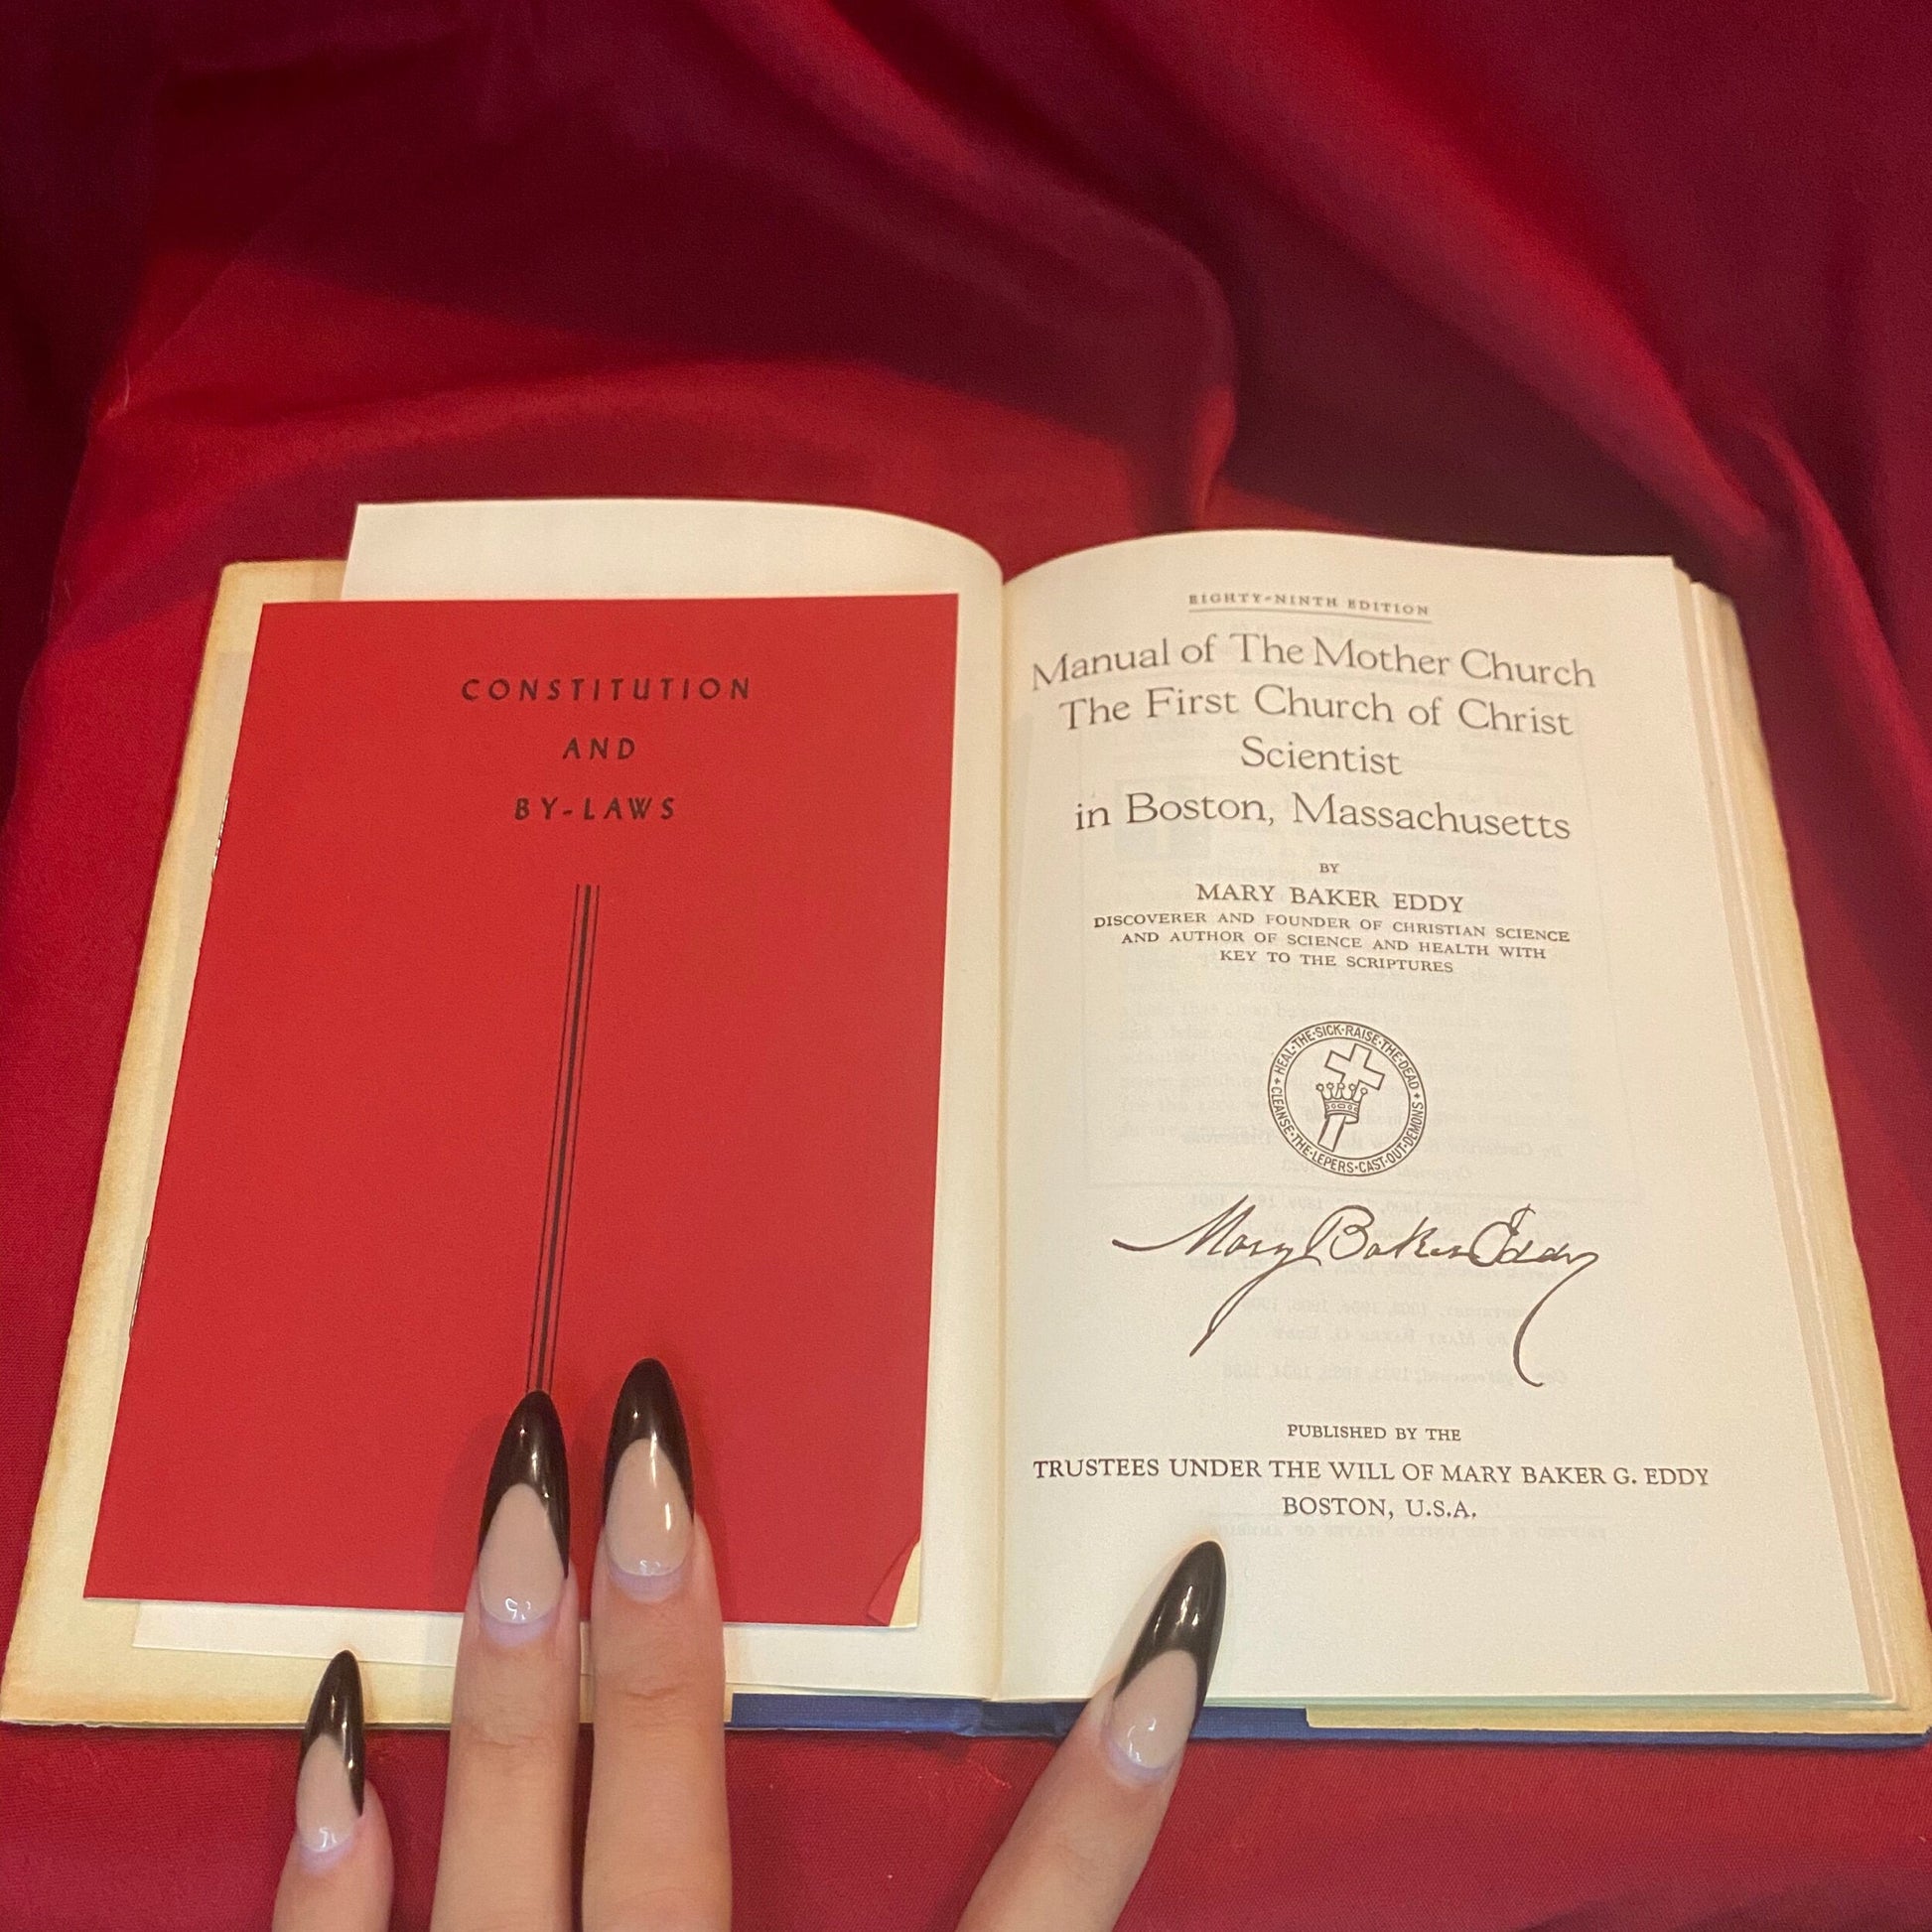 CONSTITUTION
AND
BY-LAWS
EIGHTY-NINTH EDITION
Manual of The Mother Church
The First Church of Christ
Scientist
in Boston, Massachusetts
BY
MARY BAKER EDDY
DISCOVERER AND FOUNDER OF CHRISTIAN SCIENCE
AND AUTHOR OF SCIENCE AND HEALTH WITH
KEY TO THE SCRIPTURES
HEAL·THE·SICK·RAISE·THE·DEAD
CLEANSE·THE·LEPERS·CAST·OUT·DEMONS
Mary Baker Eddy
PUBLISHED BY THE
TRUSTEES UNDER THE WILL OF MARY BAKER G. EDDY
BOSTON, U.S.A.